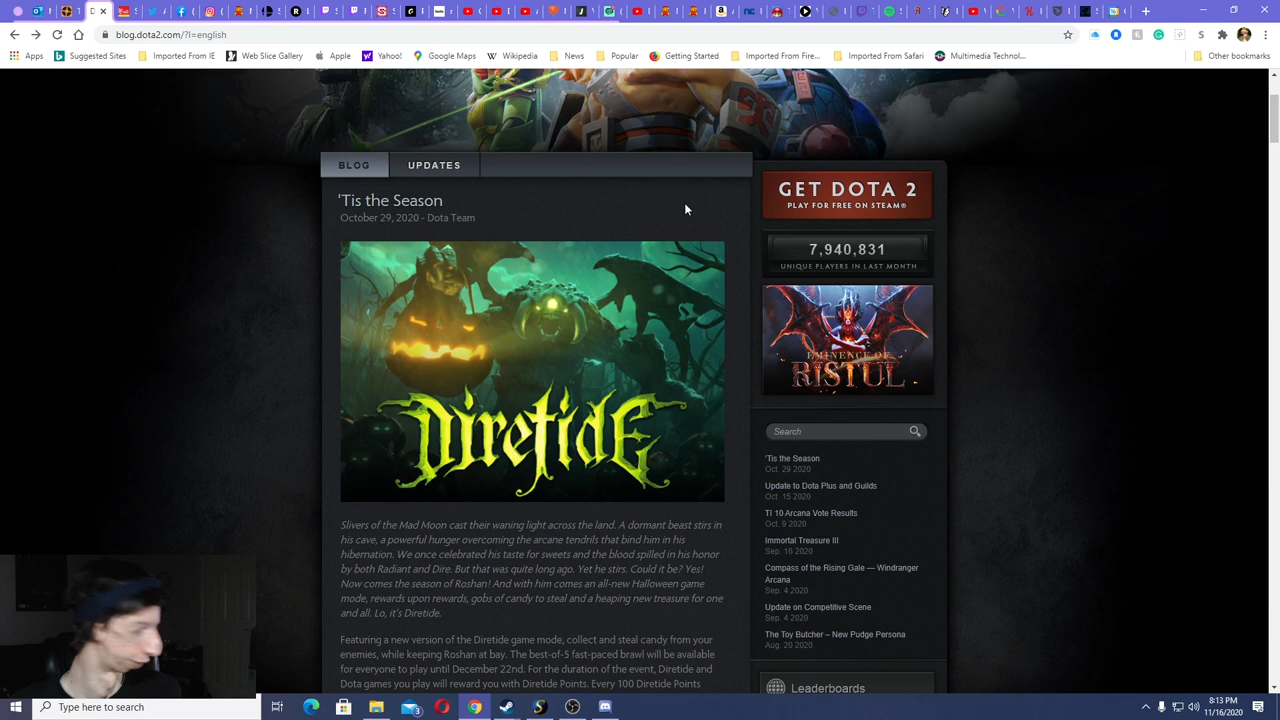 blog.dota2.com/?l=english
Apps
Suggested Sites
Imported From IE
Web Slice Gallery
Apple
Yahoo!
Google Maps
Wikipedia
News
Popular
Getting Started
Imported From Fire...
Imported From Safari
Multimedia Technol...
Other bookmarks
BLOG
UPDATES
'Tis the Season
October 29, 2020 - Dota Team
DiretidE
Slivers of the Mad Moon cast their waning light across the land. A dormant beast stirs in
his cave, a powerful hunger overcoming the arcane tendrils that bind him in his
hibernation. We once celebrated his taste for sweets and the blood spilled in his honor
by both Radiant and Dire. But that was quite long ago. Yet he stirs. Could it be? Yes!
Now comes the season of Roshan! And with him comes an all-new Halloween game
mode, rewards upon rewards, gobs of candy to steal and a heaping new treasure for one
and all. Lo, it's Diretide.
Featuring a new version of the Diretide game mode, collect and steal candy from your
enemies, while keeping Roshan at bay. The best-of-5 fast-paced brawl will be available
for everyone to play until December 22nd. For the duration of the event, Diretide and
Dota games you play will reward you with Diretide Points. Every 100 Diretide Points
GET DOTA 2
PLAY FOR FREE ON STEAM®
7,940,831
UNIQUE PLAYERS IN LAST MONTH
EMINENCE OF
RISTUL
Search
'Tis the Season
Oct. 29 2020
Update to Dota Plus and Guilds
Oct. 15 2020
TI 10 Arcana Vote Results
Oct. 9 2020
Immortal Treasure III
Sep. 16 2020
Compass of the Rising Gale — Windranger
Arcana
Sep. 4 2020
Update on Competitive Scene
Sep. 4 2020
The Toy Butcher – New Pudge Persona
Aug. 20 2020
Leaderboards
Type here to search
3
8:13 PM
11/16/2020